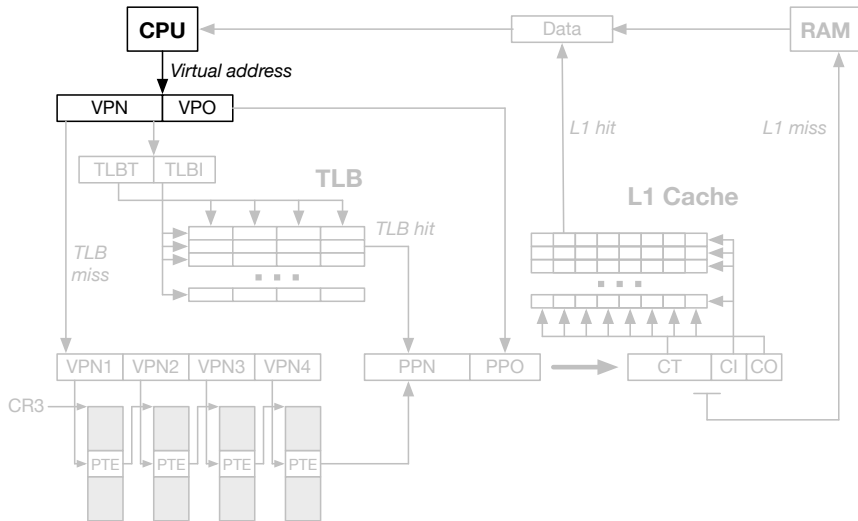 CPU
Data
RAM
Virtual address
VPN VPO
L1 hit
L1 miss
TLBT TLBI
TLB
L1 Cache
TLB hit
TLB
miss
VPN1 VPN2 VPN3 VPN4
PPN PPO
CT CI CO
CR3
PTE PTE PTE PTE